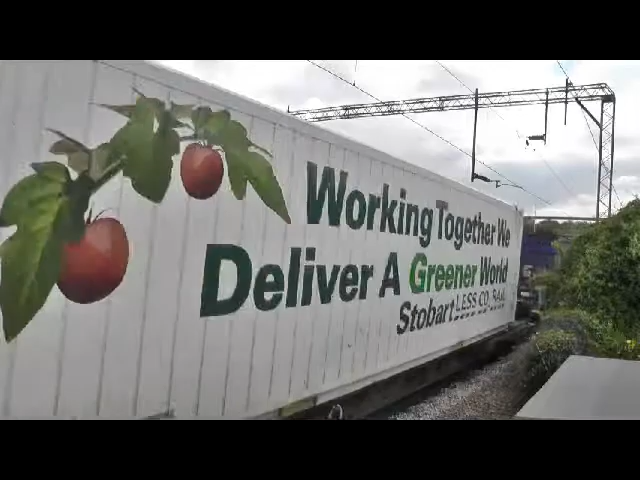 Working Together We
Deliver A Greener World
Stobart LESS CO2 RAIL